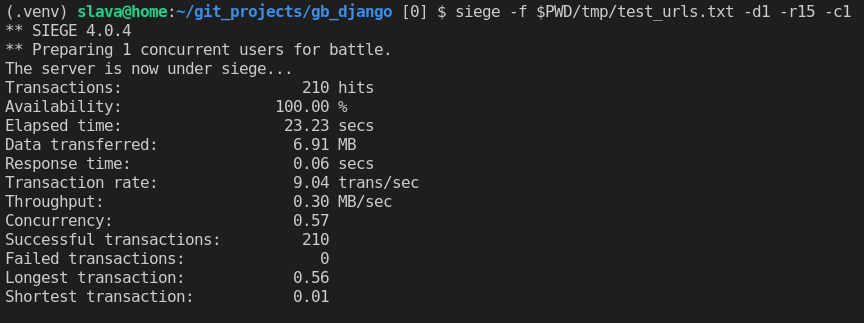 (.venv) slava@home:~/git_projects/gb_django [0] $ siege -f $PWD/tmp/test_urls.txt -d1 -r15 -c1
** SIEGE 4.0.4
** Preparing 1 concurrent users for battle.
The server is now under siege...
Transactions: 210 hits
Availability: 100.00 %
Elapsed time: 23.23 secs
Data transferred: 6.91 MB
Response time: 0.06 secs
Transaction rate: 9.04 trans/sec
Throughput: 0.30 MB/sec
Concurrency: 0.57
Successful transactions: 210
Failed transactions: 0
Longest transaction: 0.56
Shortest transaction: 0.01